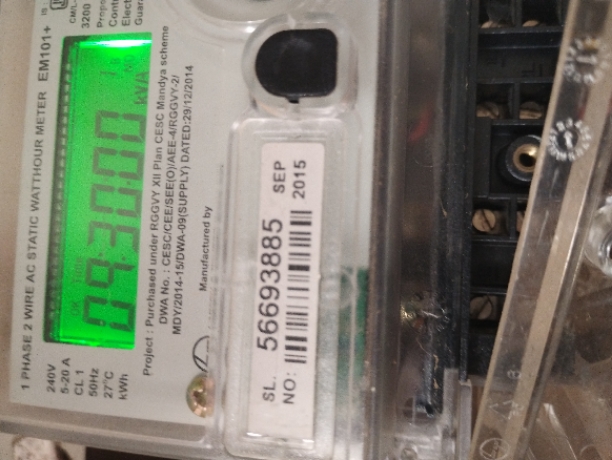 1 PHASE 2 WIRE AC STATIC WATTHOUR METER EM101+
240V
5-20 A
CL 1
50Hz
27°C
kWh
3200
kVA
Project : Purchased under RGGVY XII Plan CESC Mandya scheme
DWA No. : CESC/CEE/SEE(O)/AEE-4/RGGVY-2/
MDY/2014-15/DWA-09(SUPPLY) DATED:29/12/2014
Manufactured by
SL. NO: 56693885
SEP 2015